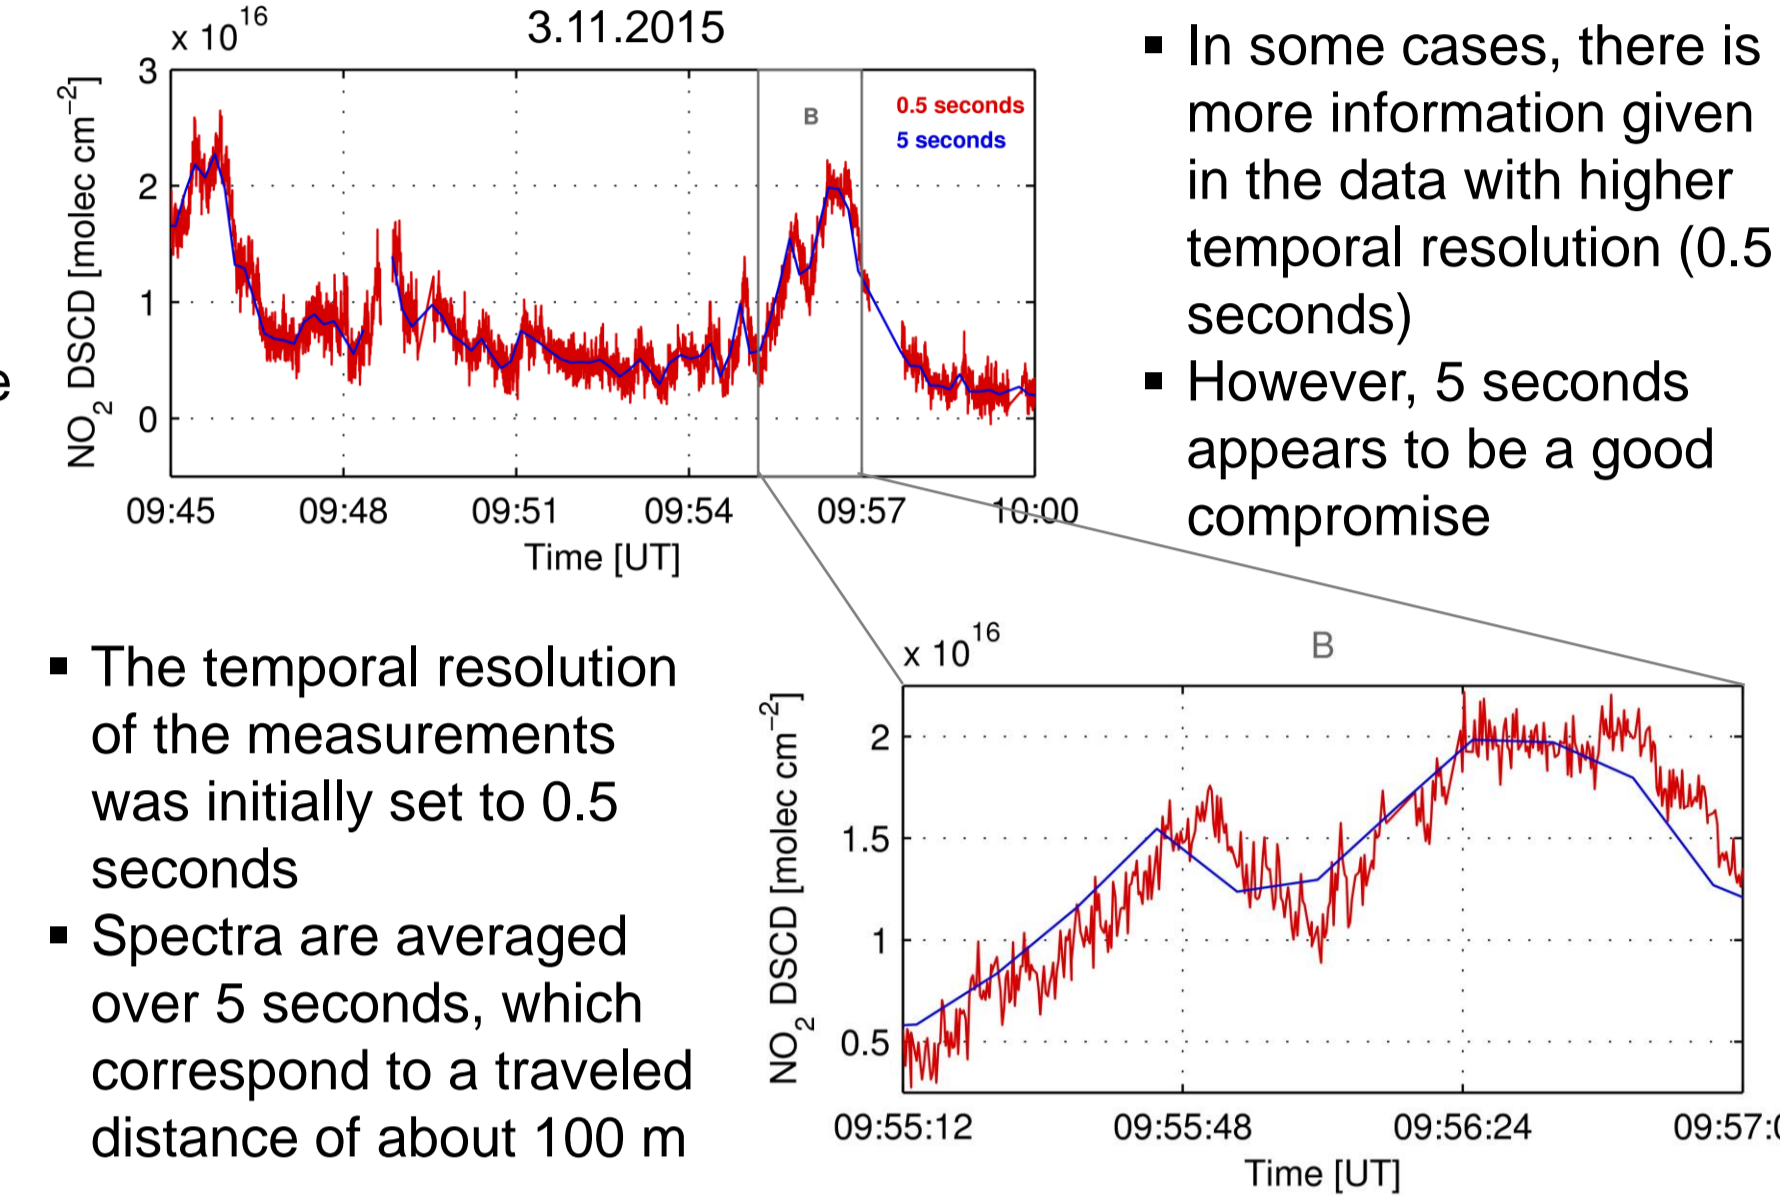 3.11.2015
x 10^16
NO2 DSCD [molec cm−2]
3
2
1
0
B
0.5 seconds
5 seconds
09:45 09:48 09:51 09:54 09:57 10:00
Time [UT]
e
▪ In some cases, there is
more information given
in the data with higher
temporal resolution (0.5
seconds)
▪ However, 5 seconds
appears to be a good
compromise
▪ The temporal resolution
of the measurements
was initially set to 0.5
seconds
▪ Spectra are averaged
over 5 seconds, which
correspond to a traveled
distance of about 100 m
x 10^16
B
NO2 DSCD [molec cm−2]
2
1.5
1
0.5
09:55:12 09:55:48 09:56:24 09:57:0
Time [UT]